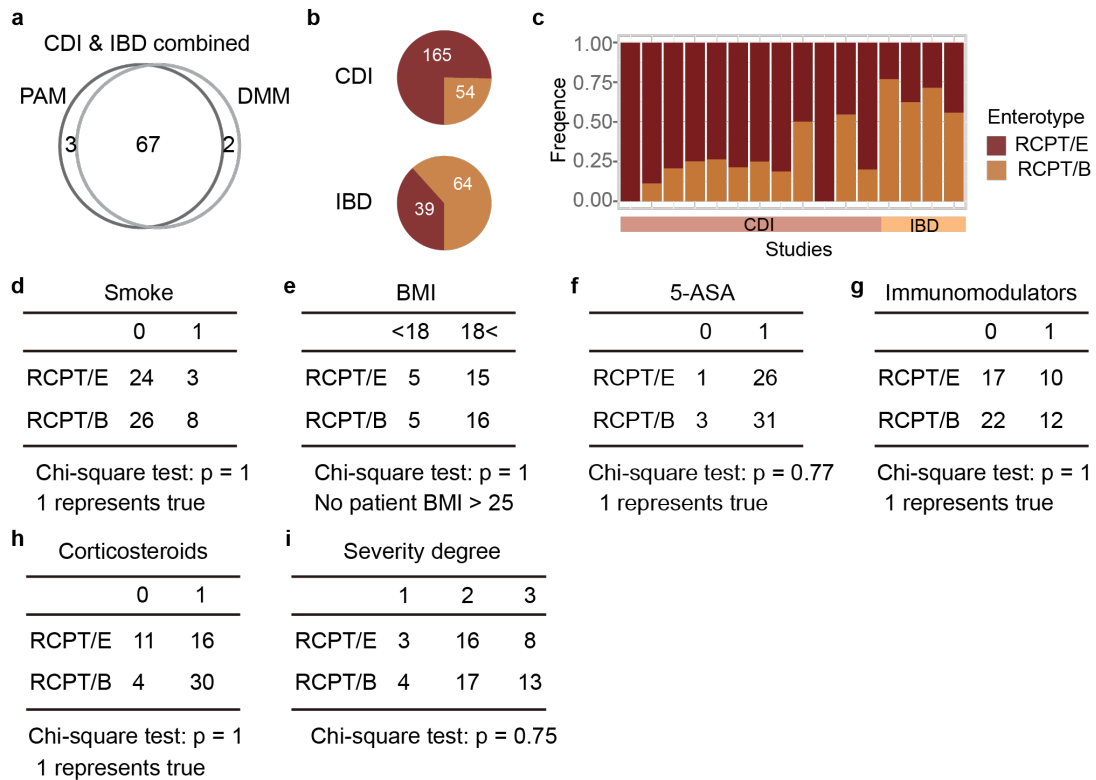 a
CDI & IBD combined
PAM
DMM
3
67
2
b
CDI
165
54
IBD
64
39
c
Freqence
1.00
0.75
0.50
0.25
0.00
CDI
IBD
Studies
Enterotype
RCPT/E
RCPT/B
d
Smoke
0 1
RCPT/E 24 3
RCPT/B 26 8
Chi-square test: p = 1
1 represents true
e
BMI
<18 18<
RCPT/E 5 15
RCPT/B 5 16
Chi-square test: p = 1
No patient BMI > 25
f
5-ASA
0 1
RCPT/E 1 26
RCPT/B 3 31
Chi-square test: p = 0.77
1 represents true
g
Immunomodulators
0 1
RCPT/E 17 10
RCPT/B 22 12
Chi-square test: p = 1
1 represents true
h
Corticosteroids
0 1
RCPT/E 11 16
RCPT/B 4 30
Chi-square test: p = 1
1 represents true
i
Severity degree
1 2 3
RCPT/E 3 16 8
RCPT/B 4 17 13
Chi-square test: p = 0.75